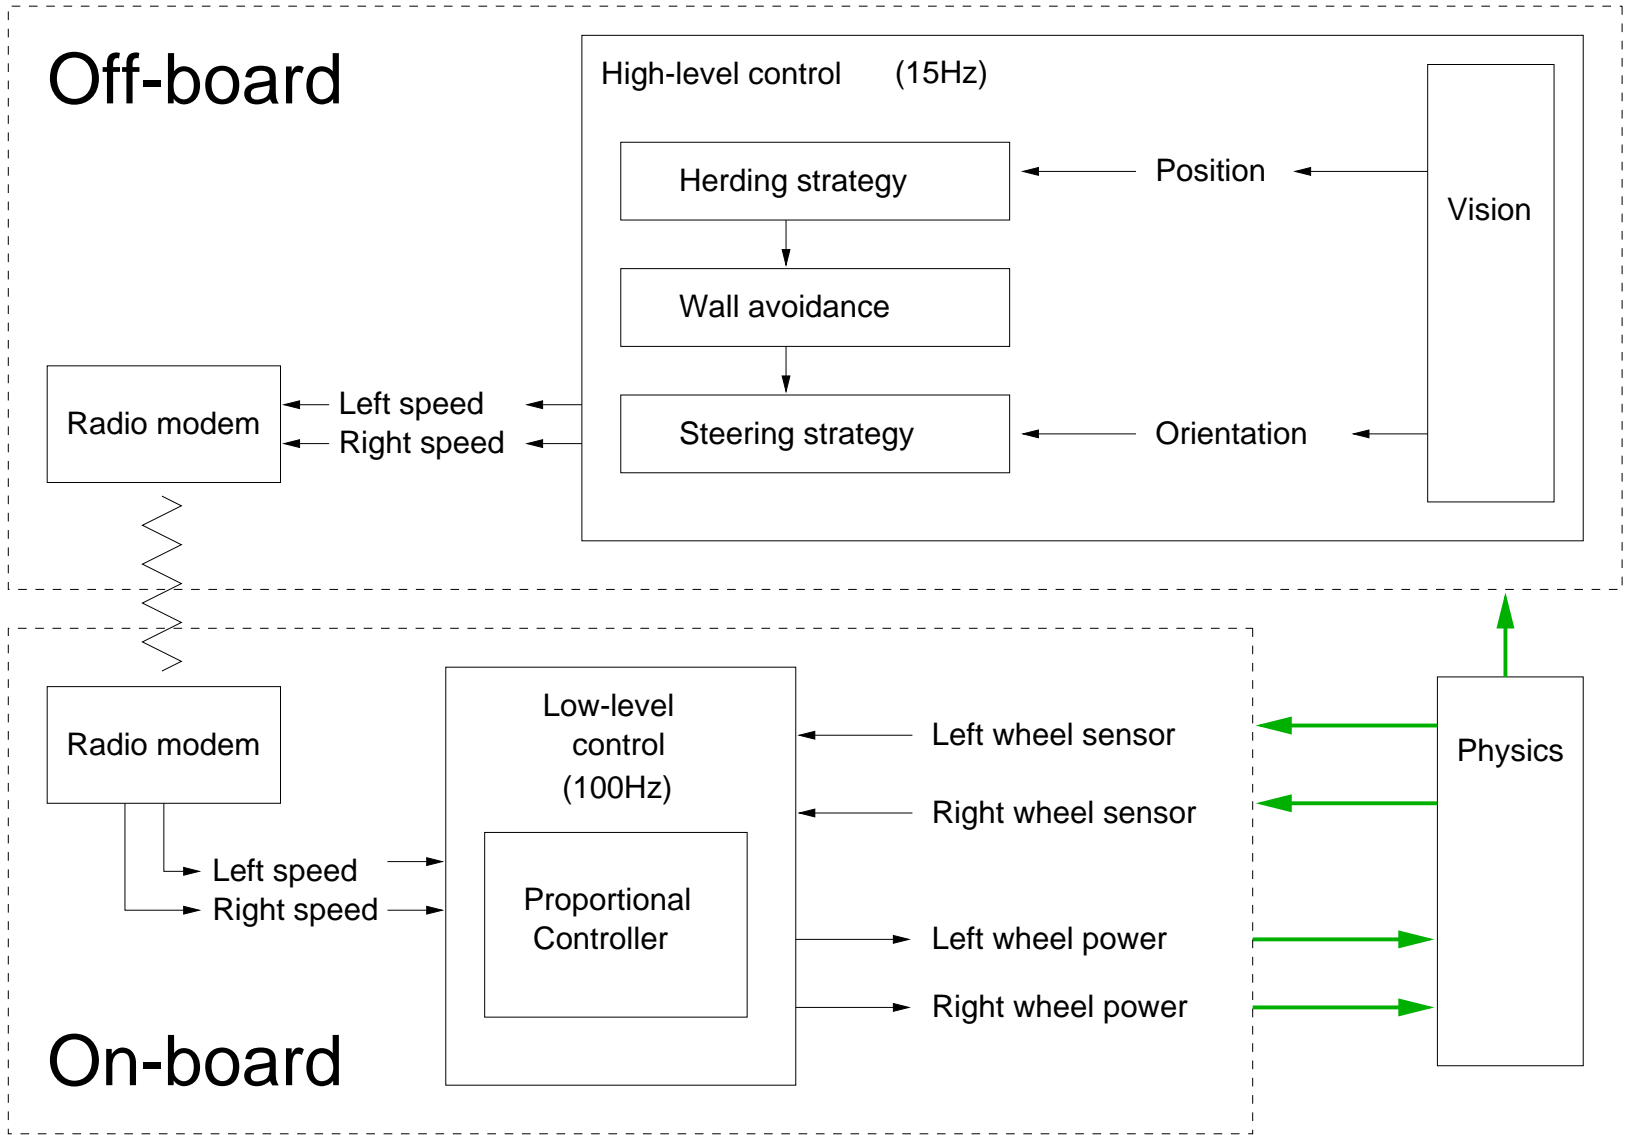 Off-board
High-level control (15Hz)
Herding strategy
Position
Vision
Wall avoidance
Radio modem
Left speed
Right speed
Steering strategy
Orientation
Radio modem
Low-level
control
(100Hz)
Left wheel sensor
Physics
Right wheel sensor
Left speed
Right speed
Proportional
Controller
Left wheel power
Right wheel power
On-board